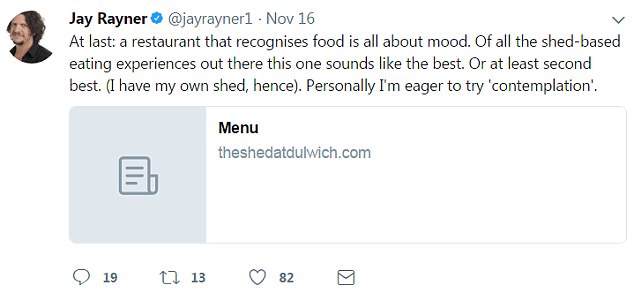 Jay Rayner @jayrayner1 · Nov 16
At last: a restaurant that recognises food is all about mood. Of all the shed-based
eating experiences out there this one sounds like the best. Or at least second
best. (I have my own shed, hence). Personally I'm eager to try 'contemplation'.
Menu
theshedatdulwich.com
19 13 82